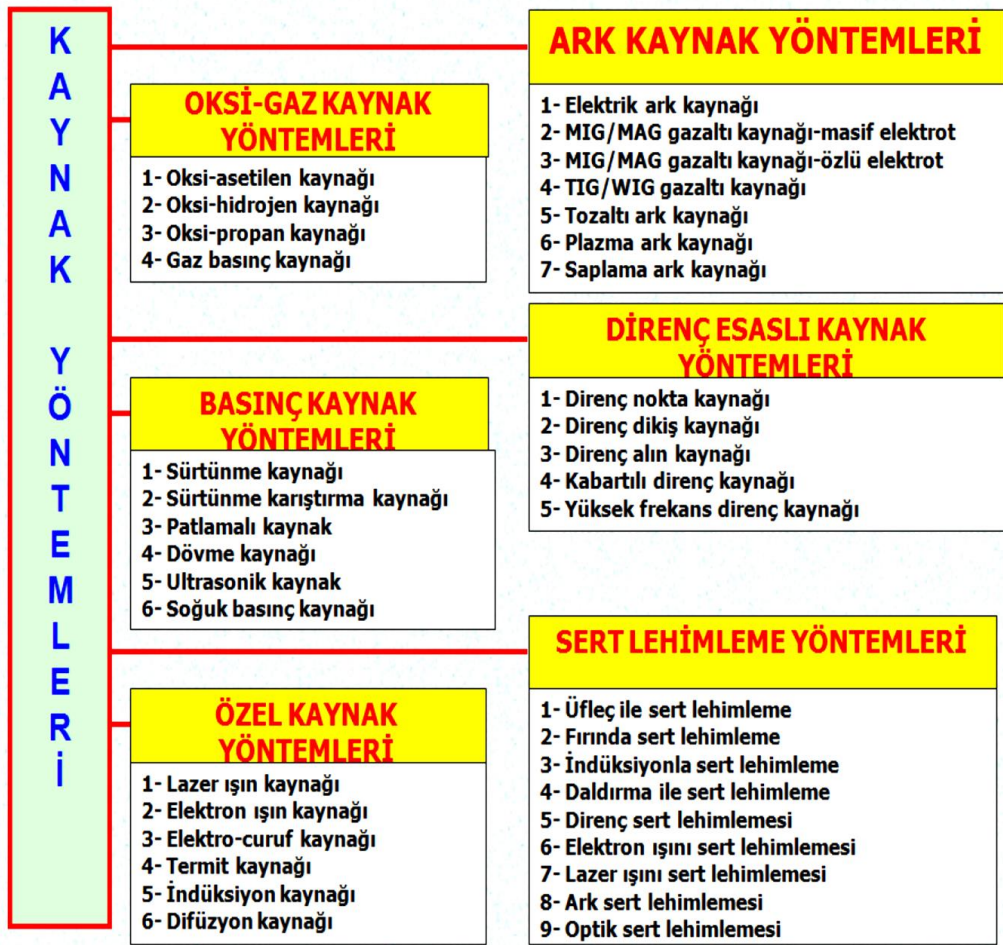 KAYNAK YÖNTEMLERİ
ARK KAYNAK YÖNTEMLERİ
1- Elektrik ark kaynağı
2- MIG/MAG gazaltı kaynağı-masif elektrot
3- MIG/MAG gazaltı kaynağı-özlü elektrot
4- TIG/WIG gazaltı kaynağı
5- Tozaltı ark kaynağı
6- Plazma ark kaynağı
7- Saplama ark kaynağı
OKSİ-GAZ KAYNAK
YÖNTEMLERİ
1- Oksi-asetilen kaynağı
2- Oksi-hidrojen kaynağı
3- Oksi-propan kaynağı
4- Gaz basınç kaynağı
DİRENÇ ESASLI KAYNAK
YÖNTEMLERİ
1- Direnç nokta kaynağı
2- Direnç dikiş kaynağı
3- Direnç alın kaynağı
4- Kabartılı direnç kaynağı
5- Yüksek frekans direnç kaynağı
BASINÇ KAYNAK
YÖNTEMLERİ
1- Sürtünme kaynağı
2- Sürtünme karıştırma kaynağı
3- Patlamalı kaynak
4- Dövme kaynağı
5- Ultrasonik kaynak
6- Soğuk basınç kaynağı
SERT LEHİMLEME YÖNTEMLERİ
1- Üfleç ile sert lehimleme
2- Fırında sert lehimleme
3- İndüksiyonla sert lehimleme
4- Daldırma ile sert lehimleme
5- Direnç sert lehimlemesi
6- Elektron ışını sert lehimlemesi
7- Lazer ışını sert lehimlemesi
8- Ark sert lehimlemesi
9- Optik sert lehimlemesi
ÖZEL KAYNAK
YÖNTEMLERİ
1- Lazer ışın kaynağı
2- Elektron ışın kaynağı
3- Elektro-curuf kaynağı
4- Termit kaynağı
5- İndüksiyon kaynağı
6- Difüzyon kaynağı